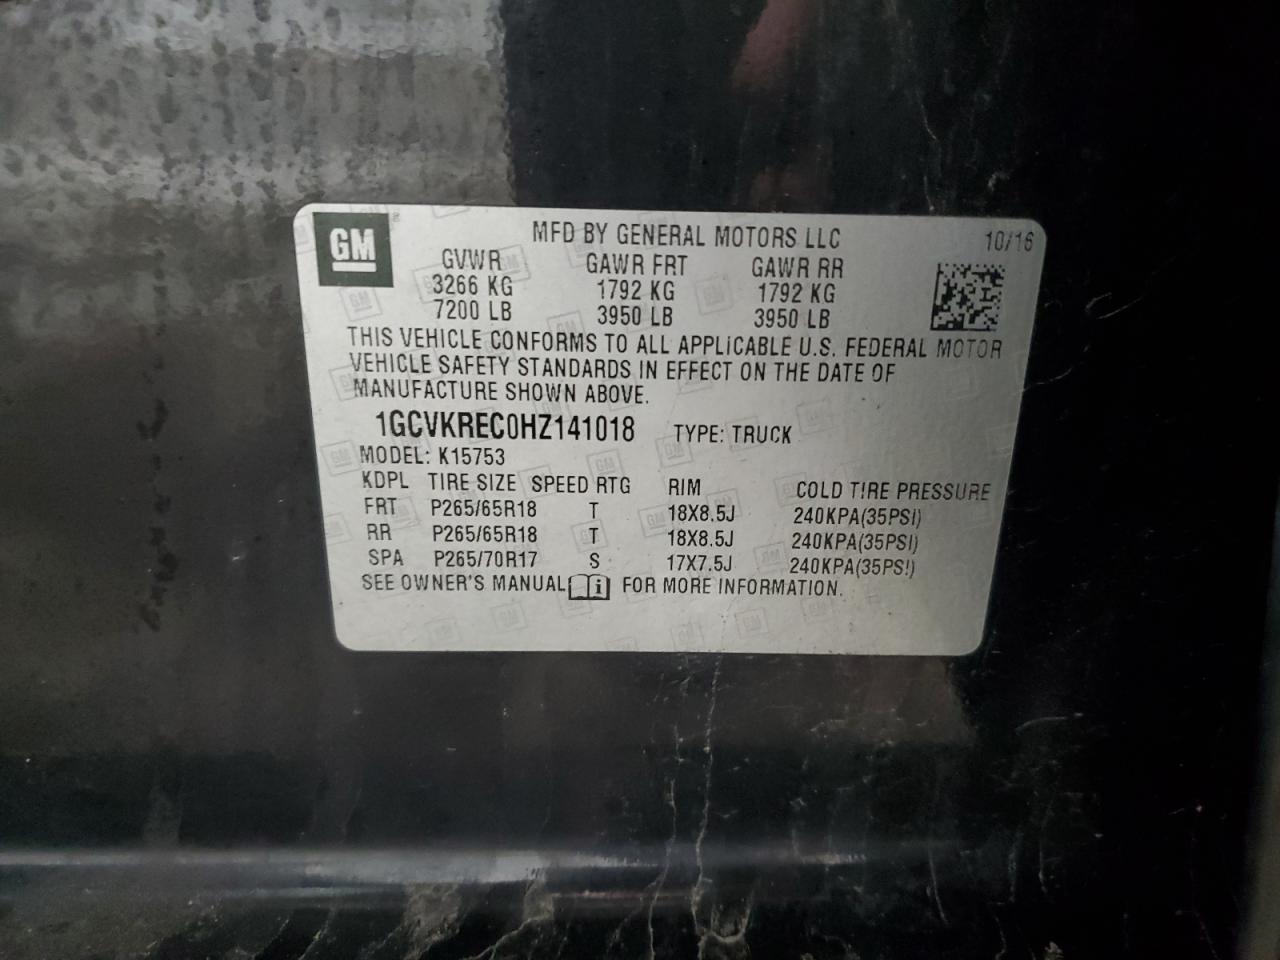 GM
MFD BY GENERAL MOTORS LLC 10/16
GVWR GAWR FRT GAWR RR
3266 KG 1792 KG 1792 KG
7200 LB 3950 LB 3950 LB
THIS VEHICLE CONFORMS TO ALL APPLICABLE U.S. FEDERAL MOTOR
VEHICLE SAFETY STANDARDS IN EFFECT ON THE DATE OF
MANUFACTURE SHOWN ABOVE.
1GCVKREC0HZ141018 TYPE: TRUCK
MODEL: K15753
KDPL TIRE SIZE SPEED RTG RIM COLD TIRE PRESSURE
FRT P265/65R18 T 18X8.5J 240KPA(35PSI)
RR P265/65R18 T 18X8.5J 240KPA(35PSI)
SPA P265/70R17 S 17X7.5J 240KPA(35PSI)
SEE OWNER'S MANUAL FOR MORE INFORMATION.